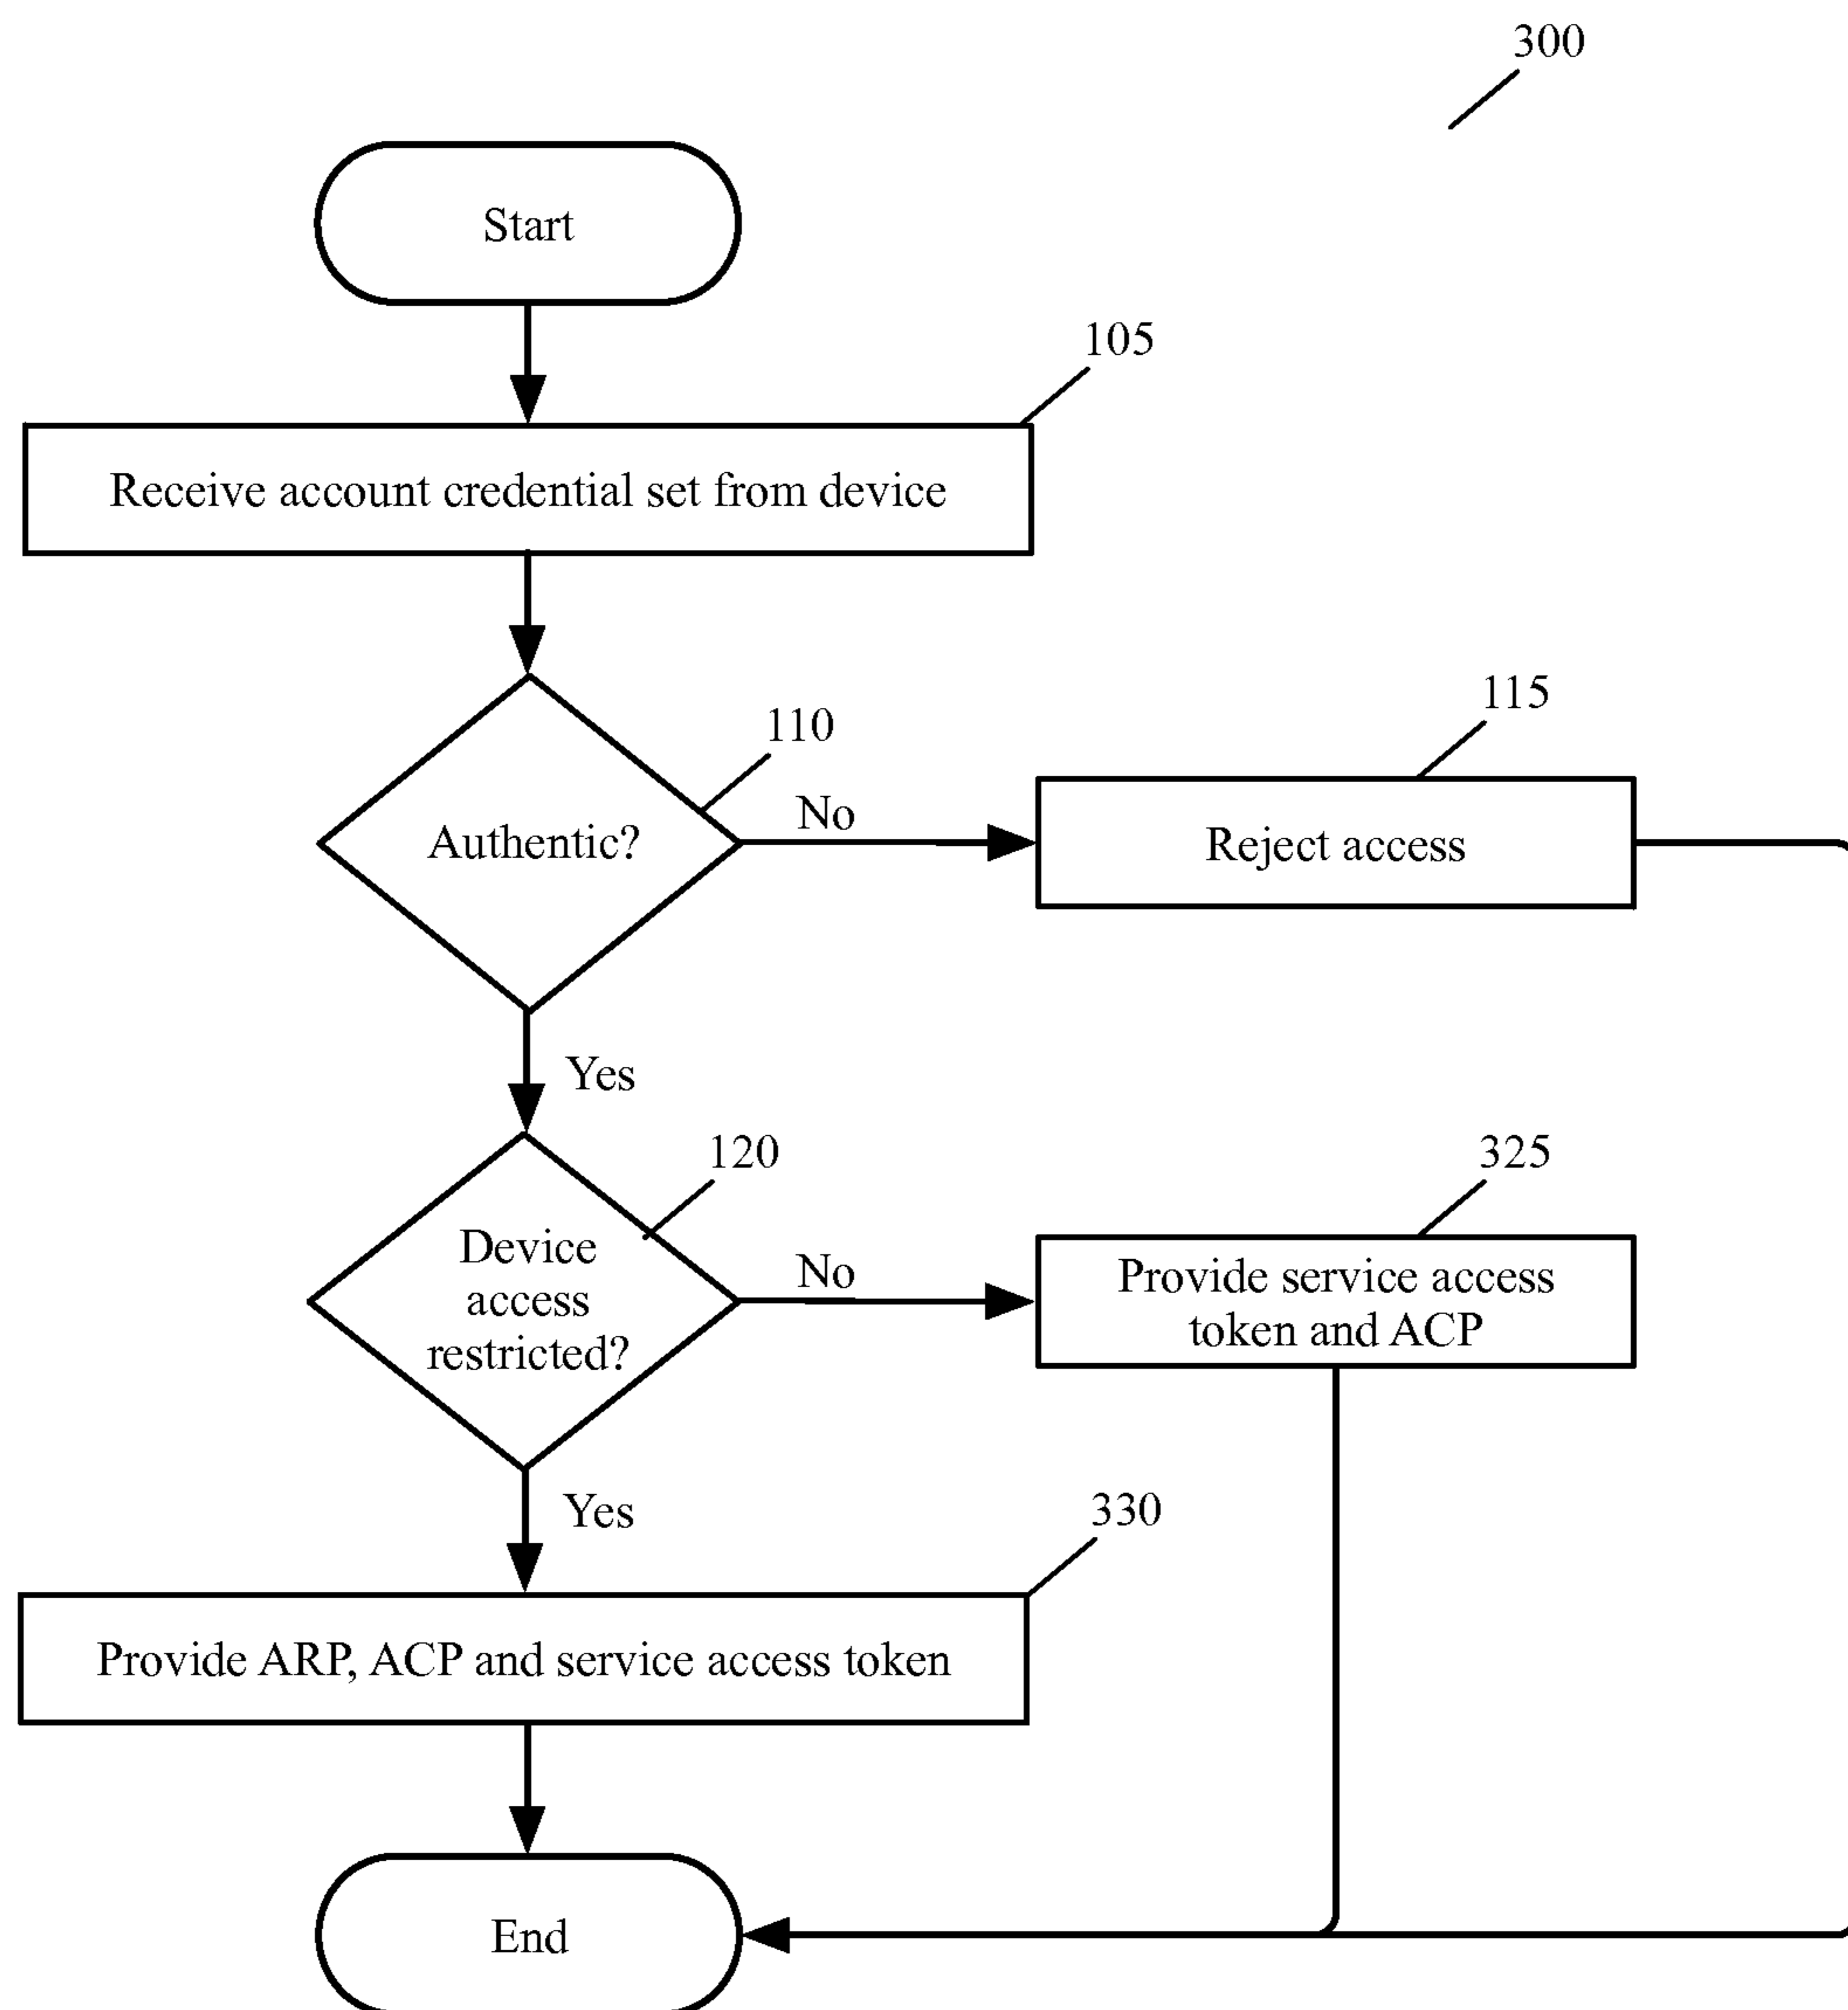 300
Start
105
Receive account credential set from device
110
Authentic?
No
115
Reject access
Yes
120
Device
access
restricted?
No
325
Provide service access
token and ACP
Yes
330
Provide ARP, ACP and service access token
End